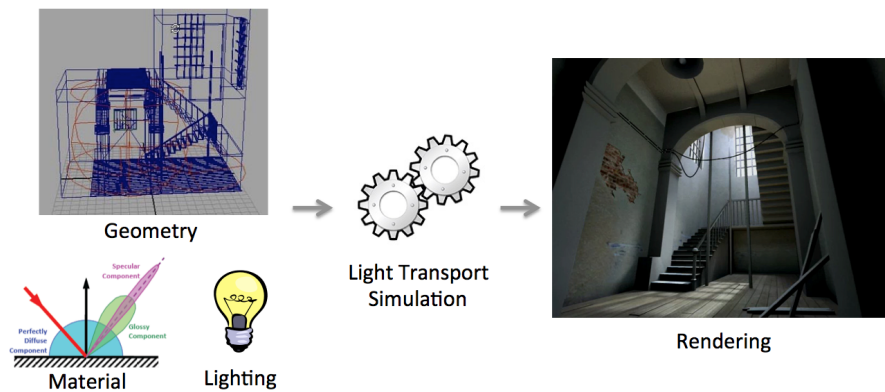 Geometry
Specular
Component
Perfectly
Diffuse
Component
Glossy
Component
Material
Lighting
Light Transport
Simulation
Rendering